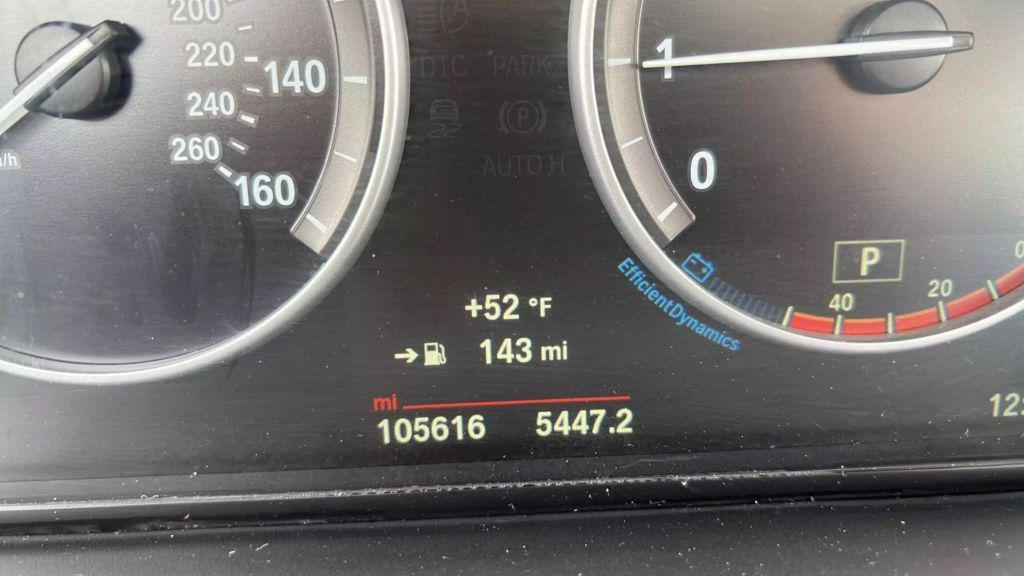 200
220
240
260
140
160
DTC PARK
P
AUTO H
1
0
P
EfficientDynamics
40 20
+52 °F
143 mi
mi
105616 5447.2